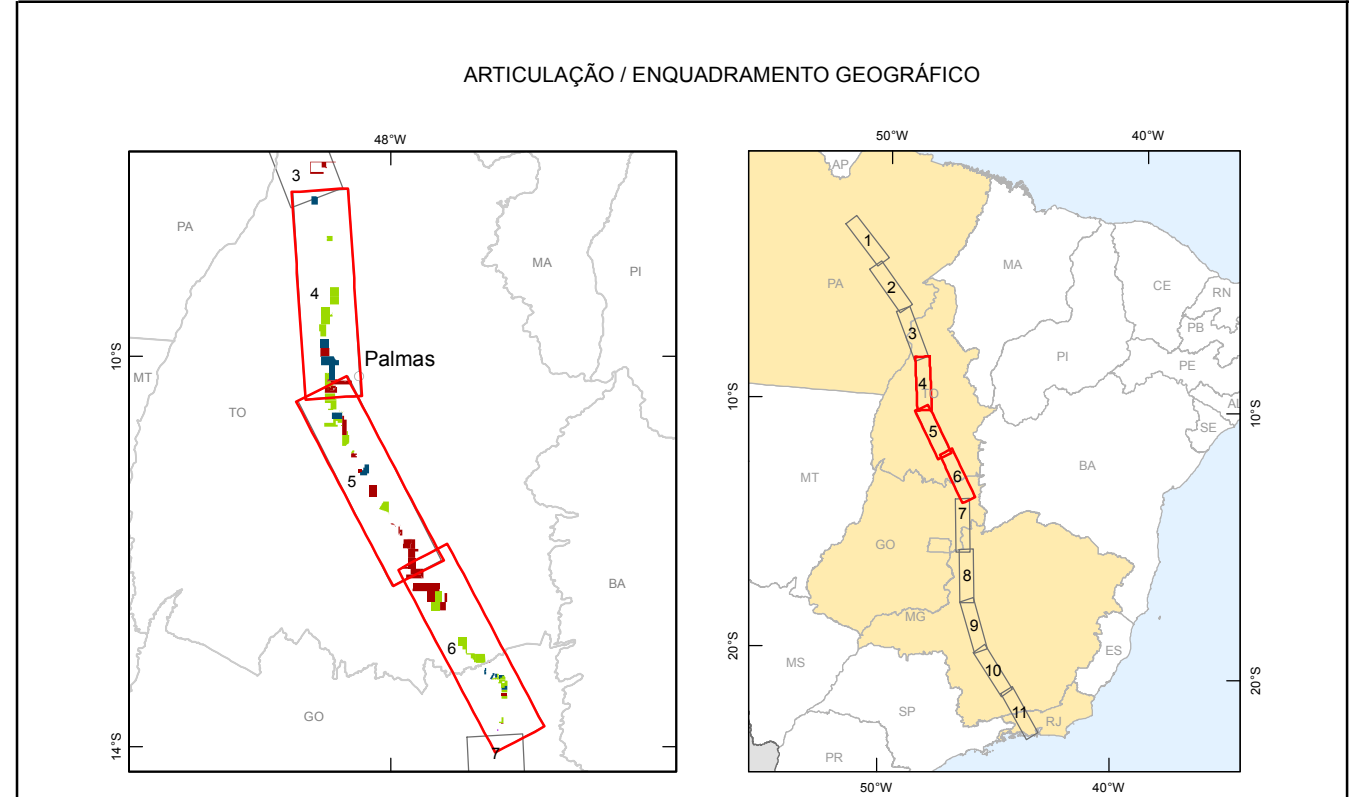 ARTICULAÇÃO / ENQUADRAMENTO GEOGRÁFICO
48°W
3
PA
MA
PI
4
10°S
Palmas
MT
TO
5
BA
6
GO
14°S
7
50°W
40°W
AP
1
PA
MA
CE
2
RN
3
PB
PI
PE
4
TO
AL
10°S
10°S
5
SE
BA
6
MT
7
GO
8
MG
9
ES
20°S
MS
10
20°S
SP
11
RJ
PR
50°W
40°W